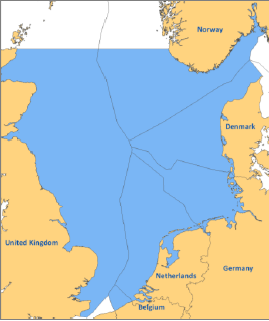 Norway
Denmark
United Kingdom
Netherlands
Germany
Belgium